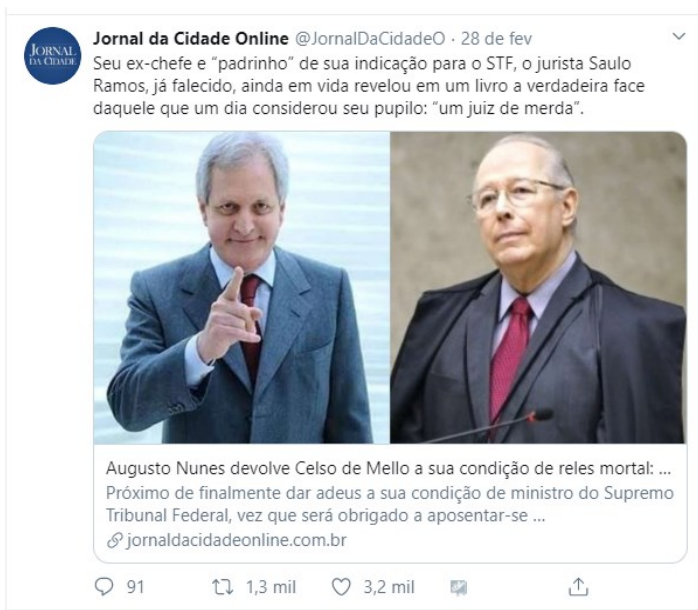 JORNAL
DA CIDADE
Jornal da Cidade Online @JornalDaCidadeO · 28 de fev
Seu ex-chefe e “padrinho” de sua indicação para o STF, o jurista Saulo
Ramos, já falecido, ainda em vida revelou em um livro a verdadeira face
daquele que um dia considerou seu pupilo: “um juiz de merda”.
Augusto Nunes devolve Celso de Mello a sua condição de reles mortal: ...
Próximo de finalmente dar adeus a sua condição de ministro do Supremo
Tribunal Federal, vez que será obrigado a aposentar-se ...
jornaldacidadeonline.com.br
91 1,3 mil 3,2 mil